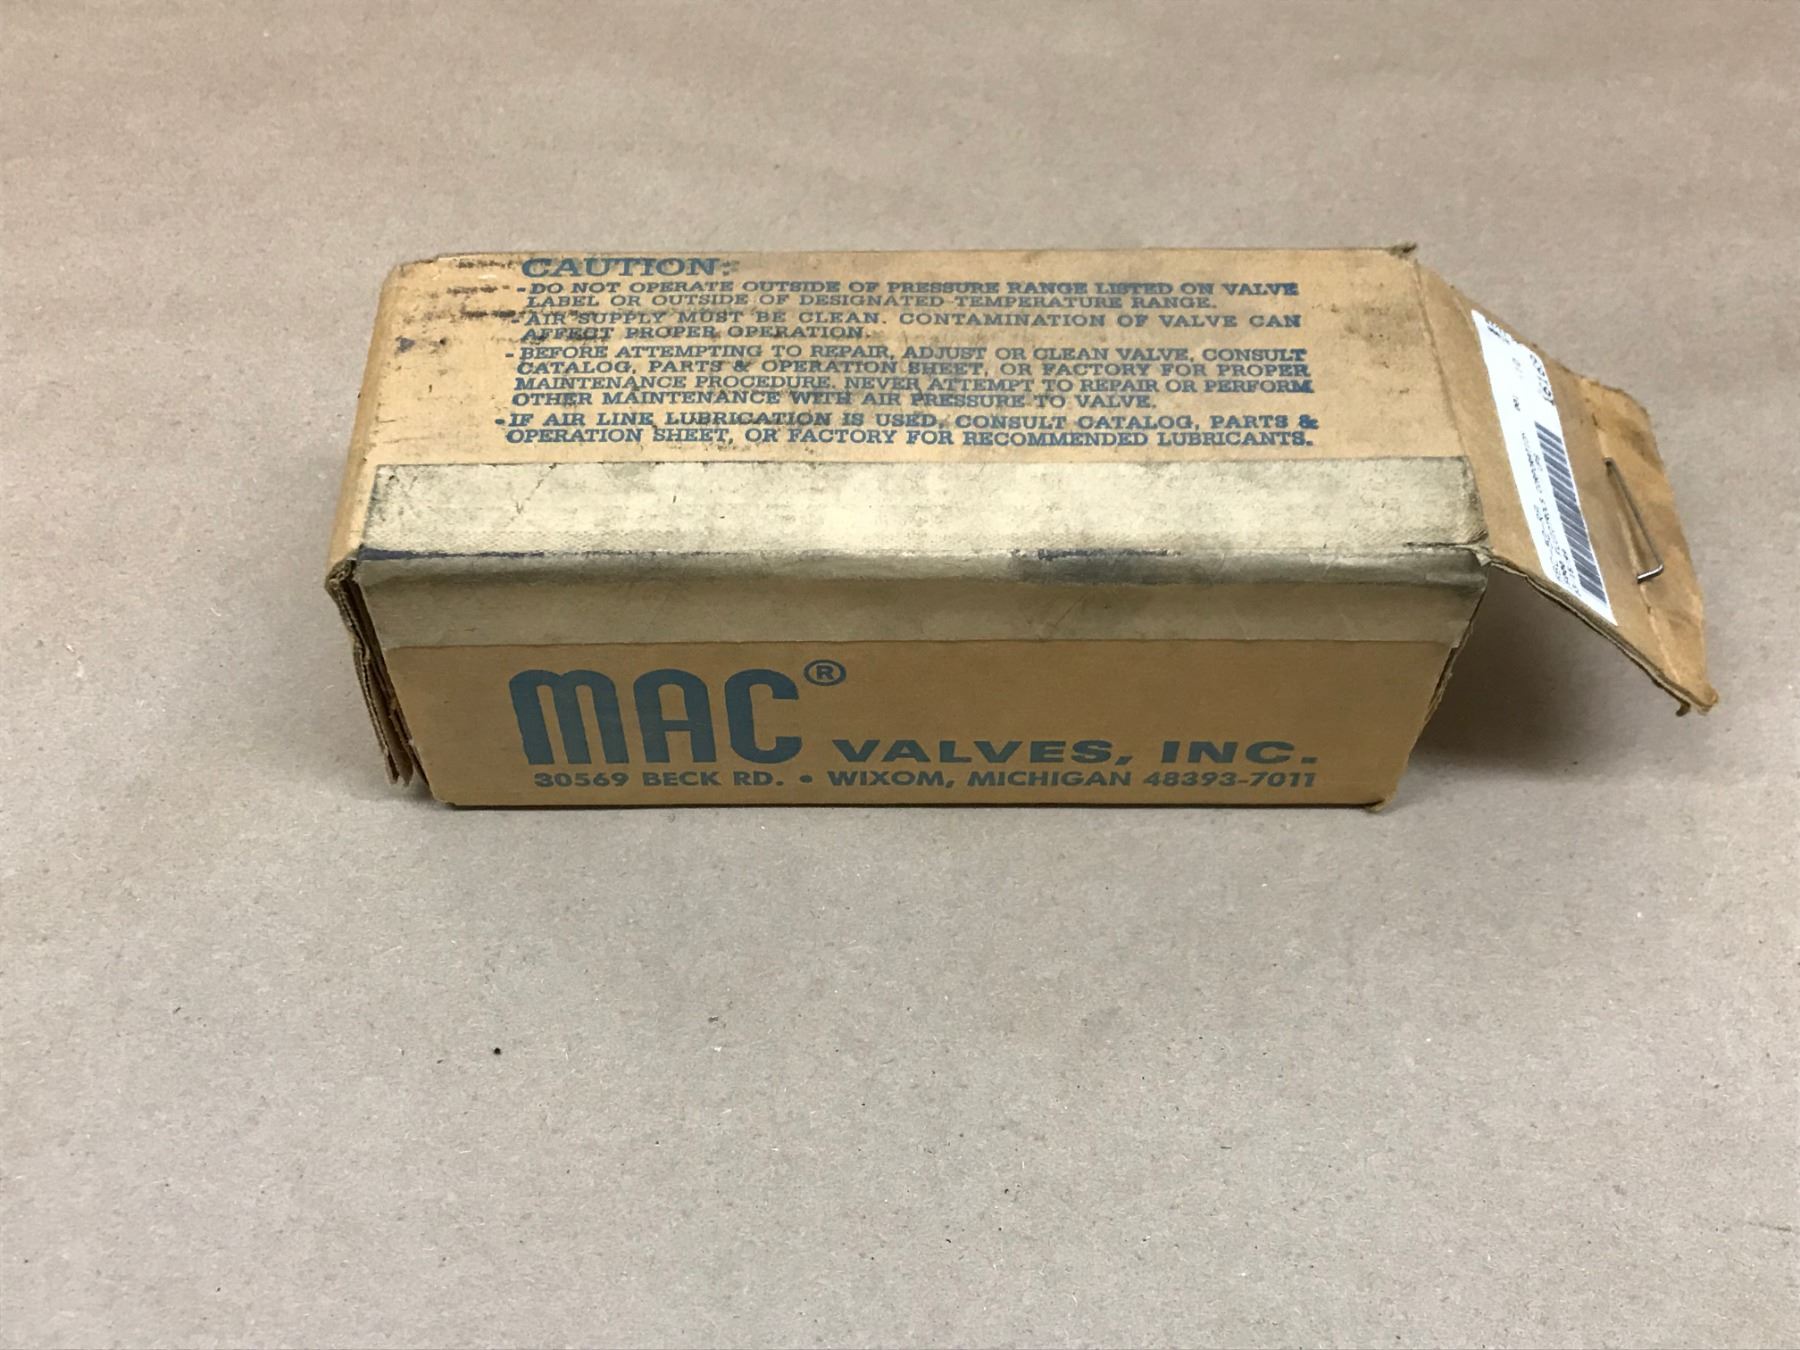 CAUTION:
- DO NOT OPERATE OUTSIDE OF PRESSURE RANGE LISTED ON VALVE
LABEL OR OUTSIDE OF DESIGNATED TEMPERATURE RANGE.
- AIR SUPPLY MUST BE CLEAN. CONTAMINATION OF VALVE CAN
AFFECT PROPER OPERATION.
- BEFORE ATTEMPTING TO REPAIR, ADJUST OR CLEAN VALVE, CONSULT
CATALOG, PARTS & OPERATION SHEET, OR FACTORY FOR PROPER
MAINTENANCE PROCEDURE. NEVER ATTEMPT TO REPAIR OR PERFORM
OTHER MAINTENANCE WITH AIR PRESSURE TO VALVE.
• IF AIR LINE LUBRICATION IS USED, CONSULT CATALOG, PARTS &
OPERATION SHEET, OR FACTORY FOR RECOMMENDED LUBRICANTS.
MAC® VALVES, INC.
30569 BECK RD. • WIXOM, MICHIGAN 48393-7011